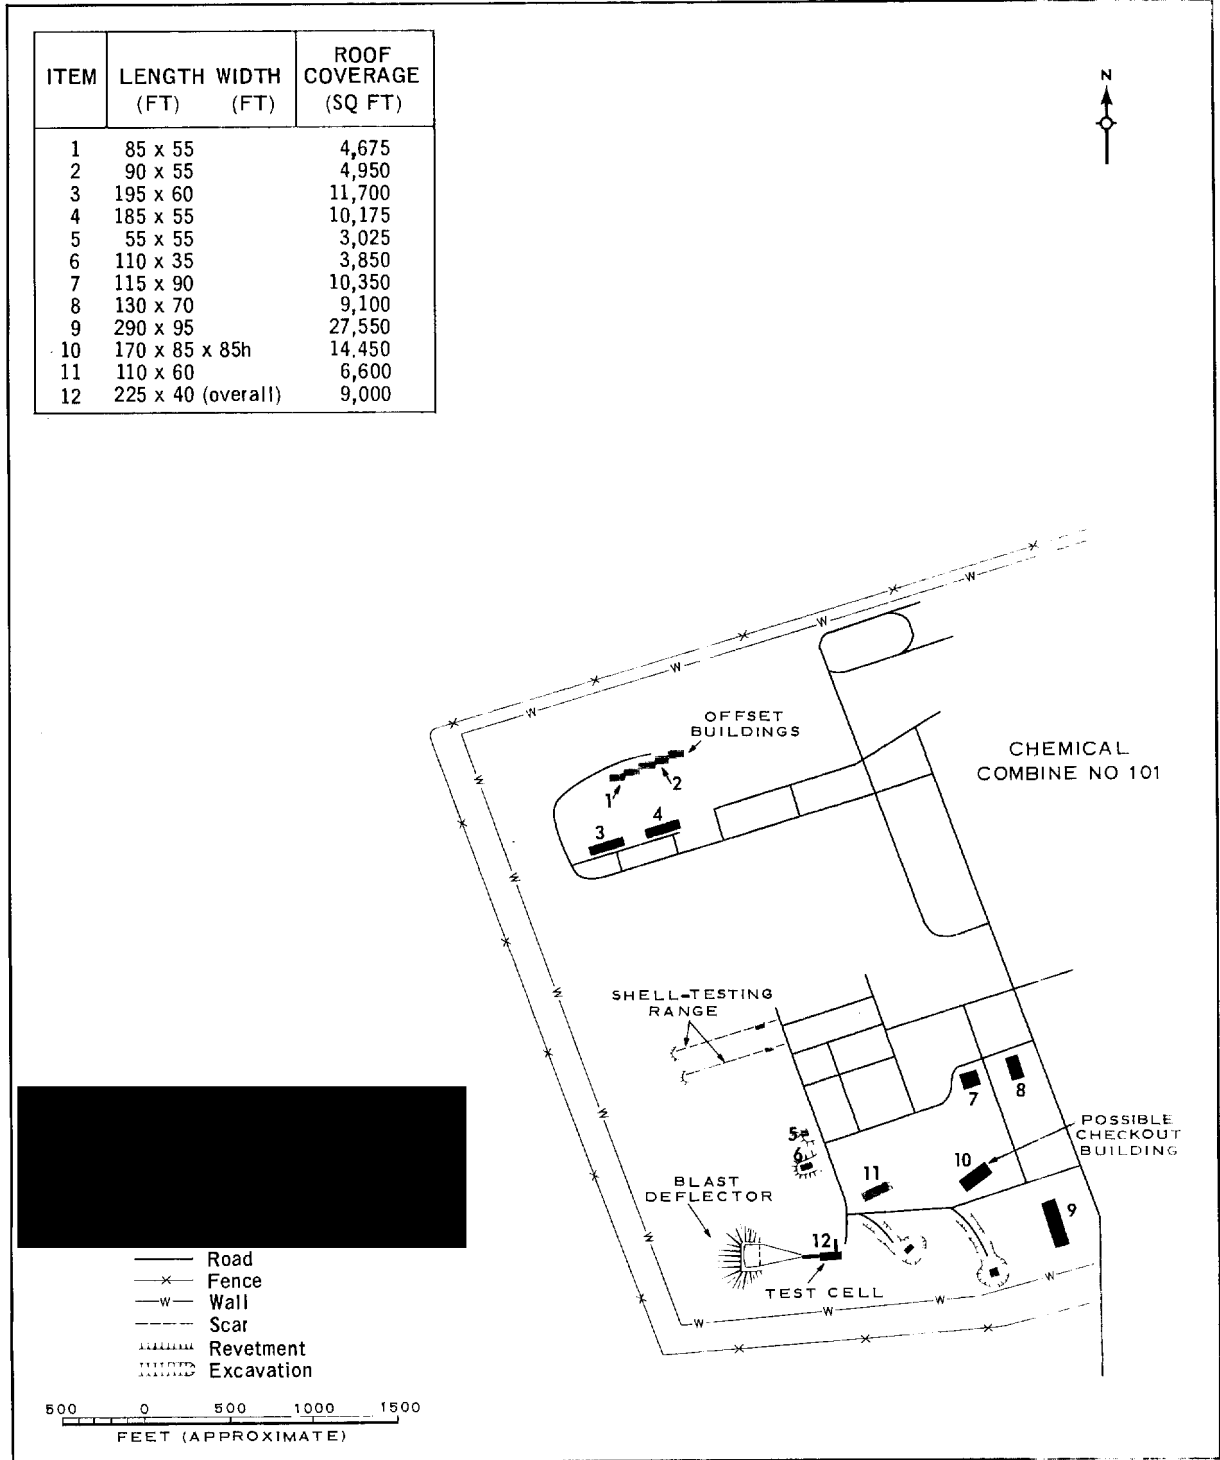 ITEM LENGTH WIDTH ROOF COVERAGE
(FT) (FT) (SQ FT)
1 85 x 55 4,675
2 90 x 55 4,950
3 195 x 60 11,700
4 185 x 55 10,175
5 55 x 55 3,025
6 110 x 35 3,850
7 115 x 90 10,350
8 130 x 70 9,100
9 290 x 95 27,550
10 170 x 85 x 85h 14.450
11 110 x 60 6,600
12 225 x 40 (overall) 9,000
N
OFFSET
BUILDINGS
CHEMICAL
COMBINE NO 101
1
2
3
4
SHELL-TESTING
RANGE
5
6
7
8
POSSIBLE
CHECKOUT
BUILDING
10
11
9
BLAST
DEFLECTOR
12
TEST CELL
Road
x Fence
W Wall
Scar
Revetment
Excavation
500 0 500 1000 1500
FEET (APPROXIMATE)